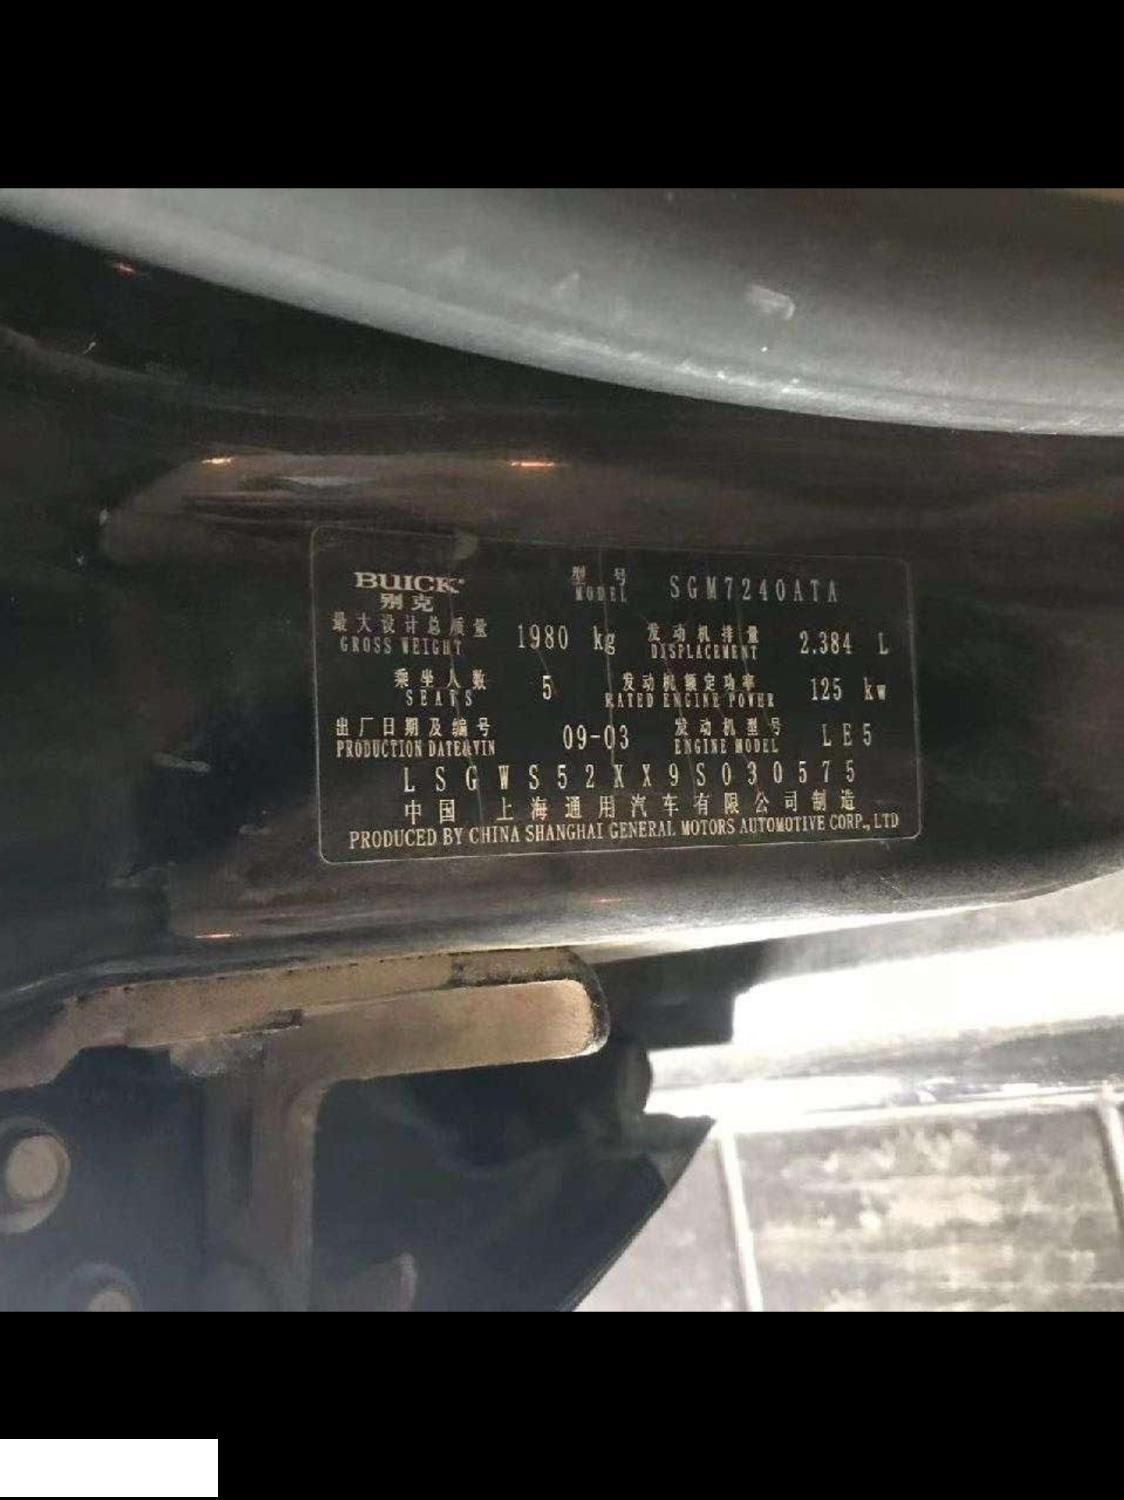 BUICK
别克
型号 SGM7240ATA
MODEL
最大设计总质量 1980 kg 发动机排量 2.384 L
GROSS WEIGHT DISPLACEMENT
乘坐人数 5 发动机额定功率 125 kw
SEATS RATED ENGINE POWER
出厂日期及编号 09-03 发动机型号 LE5
PRODUCTION DATE&VIN ENGINE MODEL
LSGWS52XX9S030575
中国 上海通用汽车有限公司制造
PRODUCED BY CHINA SHANGHAI GENERAL MOTORS AUTOMOTIVE CORP., LTD